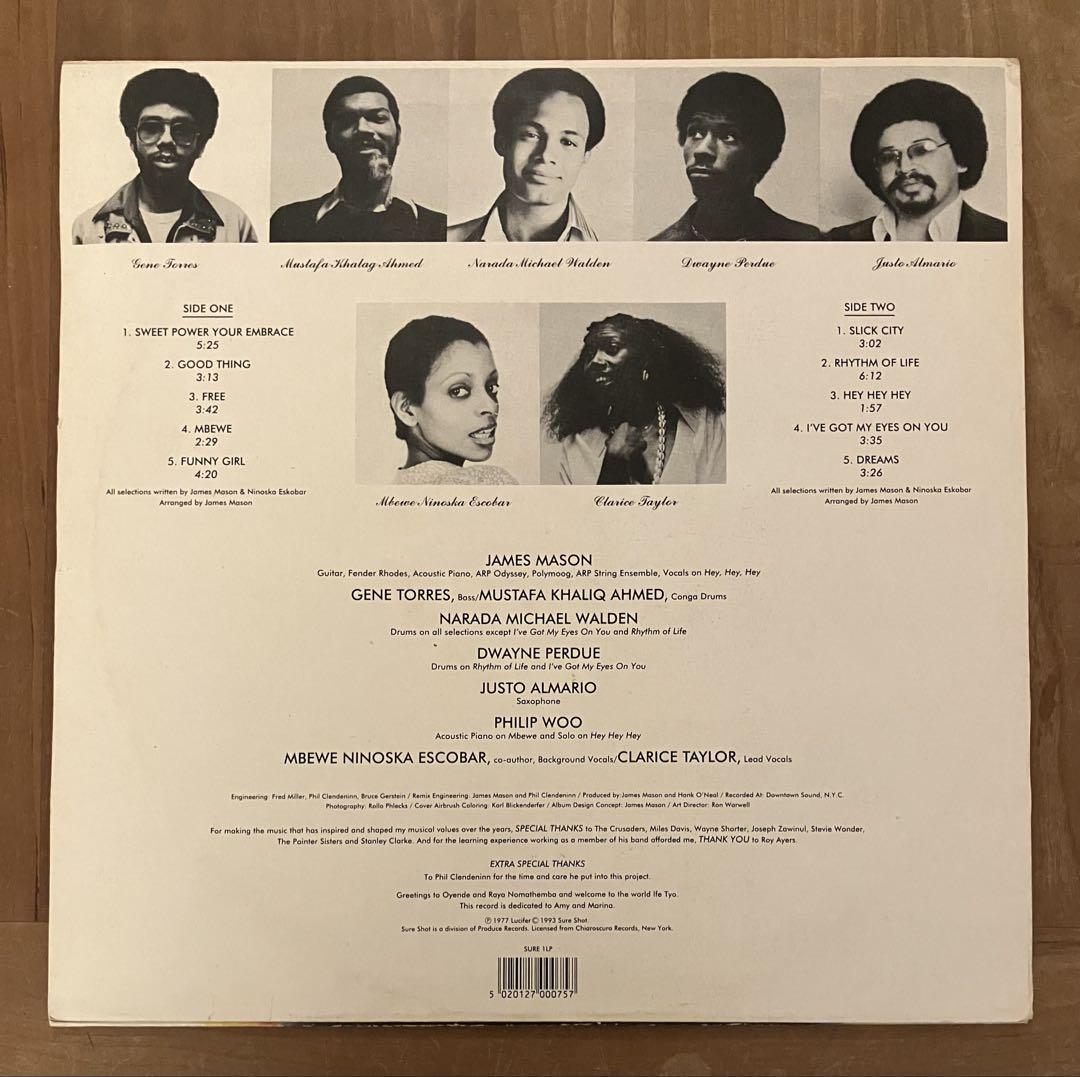 Gene Torres
Mustafa Khalag Ahmed
Narada Michael Walden
Dwayne Perdue
Justo Almario
SIDE ONE
1. SWEET POWER YOUR EMBRACE
5:25
2. GOOD THING
3:13
3. FREE
3:42
4. MBEWE
2:29
5. FUNNY GIRL
4:20
All selections written by James Mason & Ninoska Eskobar
Arranged by James Mason
Mbewe Ninoska Escobar
Clarice Taylor
SIDE TWO
1. SLICK CITY
3:02
2. RHYTHM OF LIFE
6:12
3. HEY HEY HEY
1:57
4. I'VE GOT MY EYES ON YOU
3:35
5. DREAMS
3:26
All selections written by James Mason & Ninoska Eskobar
Arranged by James Mason
JAMES MASON
Guitar, Fender Rhodes, Acoustic Piano, ARP Odyssey, Polymoog, ARP String Ensemble, Vocals on Hey, Hey, Hey
GENE TORRES, Bass/MUSTAFA KHALIQ AHMED, Conga Drums
NARADA MICHAEL WALDEN
Drums on all selections except I've Got My Eyes On You and Rhythm of Life
DWAYNE PERDUE
Drums on Rhythm of Life and I've Got My Eyes On You
JUSTO ALMARIO
Saxophone
PHILIP WOO
Acoustic Piano on Mbewe and Solo on Hey Hey Hey
MBEWE NINOSKA ESCOBAR, co-author, Background Vocals/CLARICE TAYLOR, Lead Vocals
Engineering: Fred Miller, Phil Clendeninn, Bruce Gerstein / Remix Engineering: James Mason and Phil Clendeninn / Produced by: James Mason and Hank O'Neal / Recorded At: Downtown Sound, N.Y.C.
Photography: Rollo Phlecks / Cover Airbrush Coloring: Karl Blickenderfer / Album Design Concept: James Mason / Art Director: Ron Warwell
For making the music that has inspired and shaped my musical values over the years, SPECIAL THANKS to The Crusaders, Miles Davis, Wayne Shorter, Joseph Zawinul, Stevie Wonder,
The Pointer Sisters and Stanley Clarke. And for the learning experience working as a member of his band afforded me, THANK YOU to Roy Ayers.
EXTRA SPECIAL THANKS
To Phil Clendeninn for the time and care he put into this project.
Greetings to Oyende and Raya Nomathemba and welcome to the world Ife Tyo.
This record is dedicated to Amy and Marina.
℗ 1977 Lucifer © 1993 Sure Shot.
Sure Shot is a division of Produce Records. Licensed from Chiaroscuro Records, New York.
SURE 1LP
5 020127 000757